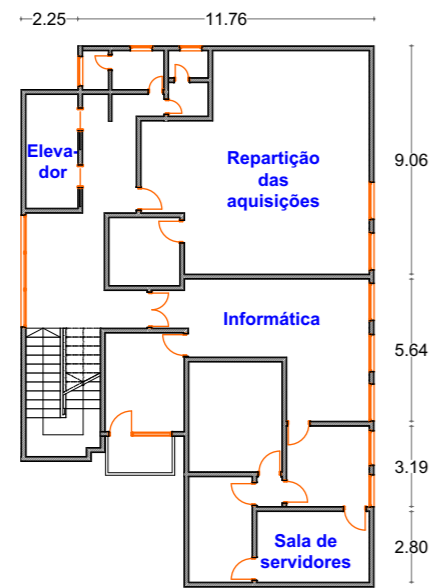 2.25
11.76
Eleva-
dor
Repartição
das
aquisições
9.06
Informática
5.64
3.19
Sala de
servidores
2.80